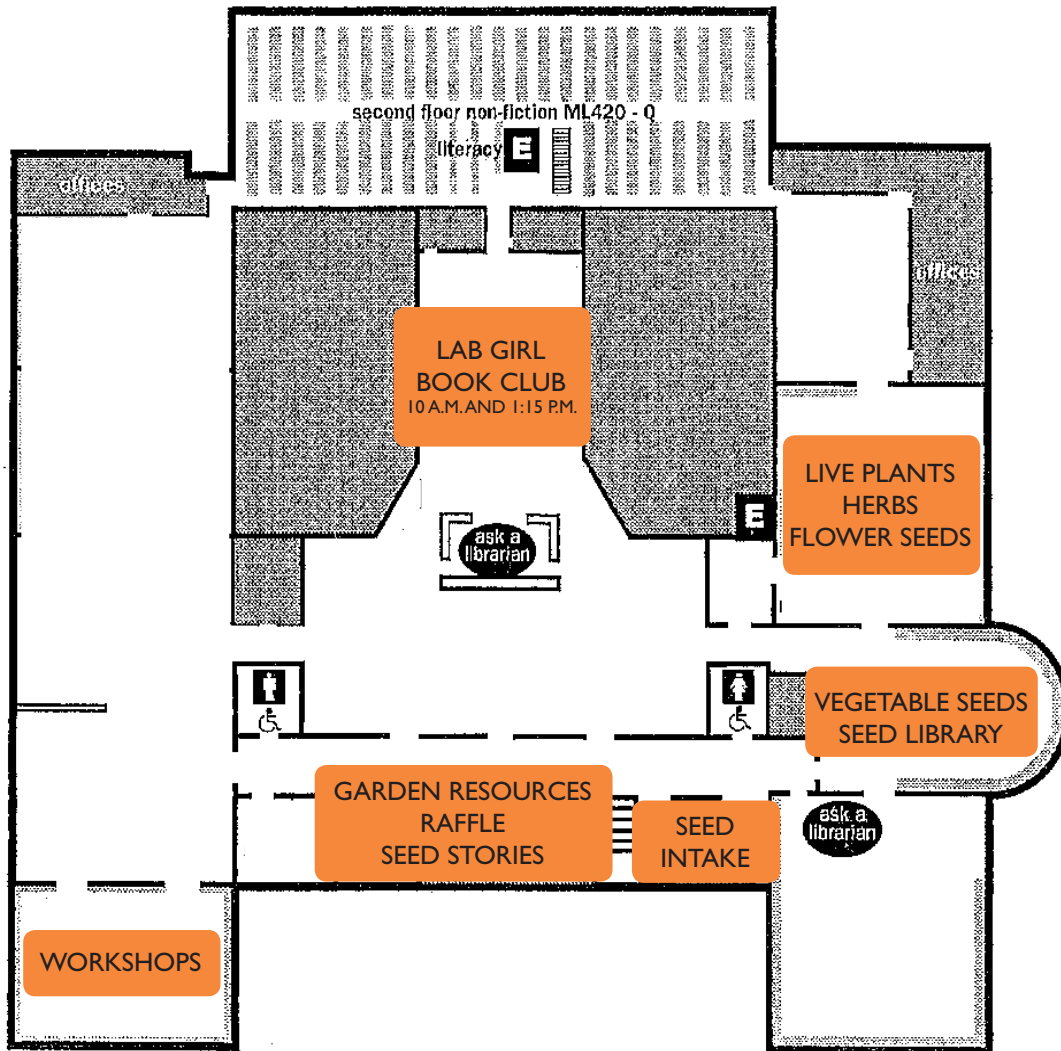 second floor non-fiction ML420 - Q
literacy E
offices
offices
LAB GIRL
BOOK CLUB
10 A.M. AND 1:15 P.M.
LIVE PLANTS
HERBS
FLOWER SEEDS
E
ask a
librarian
VEGETABLE SEEDS
SEED LIBRARY
GARDEN RESOURCES
RAFFLE
SEED STORIES
SEED
INTAKE
ask a
librarian
WORKSHOPS